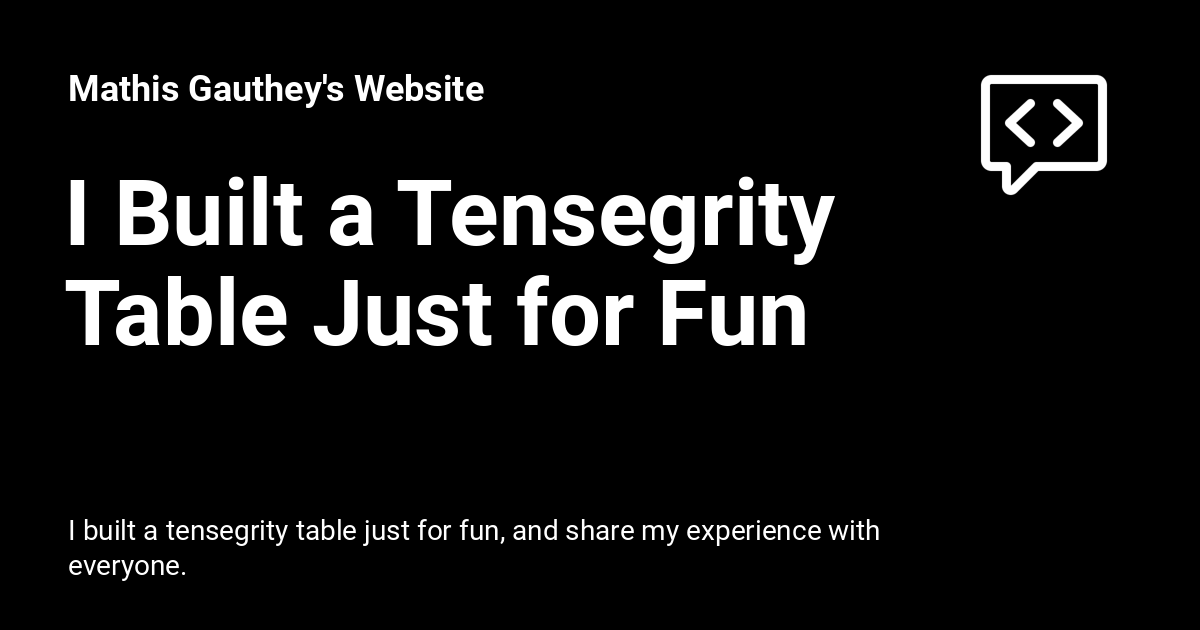 Mathis Gauthey's Website
I Built a Tensegrity
Table Just for Fun
I built a tensegrity table just for fun, and share my experience with
everyone.